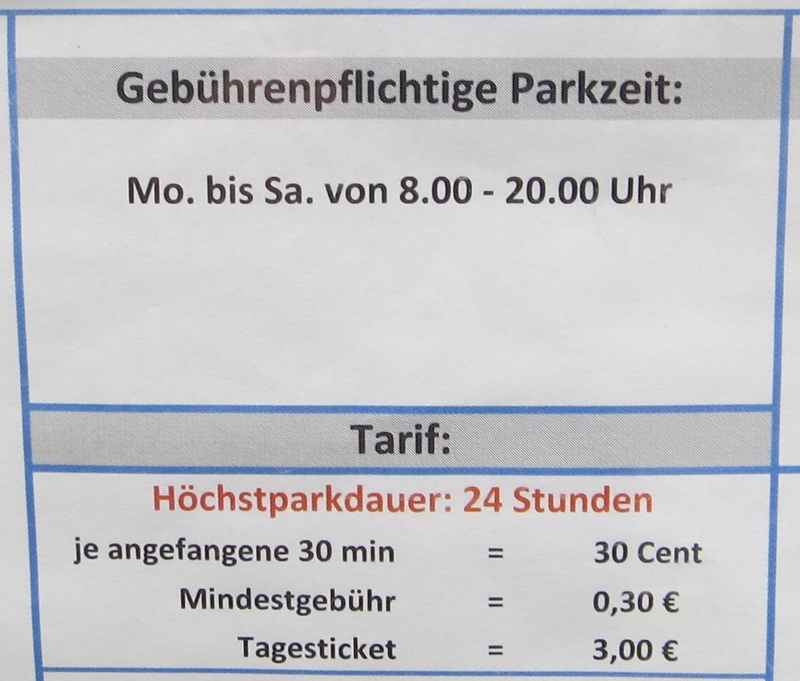 Gebührenpflichtige Parkzeit:
Mo. bis Sa. von 8.00 - 20.00 Uhr
Tarif:
Höchstparkdauer: 24 Stunden
je angefangene 30 min = 30 Cent
Mindestgebühr = 0,30 €
Tagesticket = 3,00 €